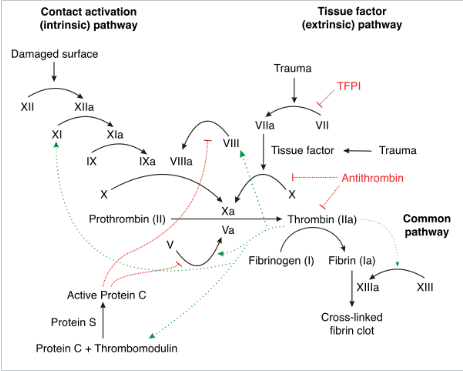 Contact activation
(intrinsic) pathway
Tissue factor
(extrinsic) pathway
Damaged surface
Trauma
TFPI
XII
XIIa
VIIa
VII
XI
XIa
VIII
Tissue factor
Trauma
IX
IXa
VIIIa
Antithrombin
X
X
Xa
Prothrombin (II)
Thrombin (IIa)
Common
pathway
Va
V
Fibrinogen (I)
Fibrin (Ia)
Active Protein C
XIIIa
XIII
Protein S
Cross-linked
fibrin clot
Protein C + Thrombomodulin